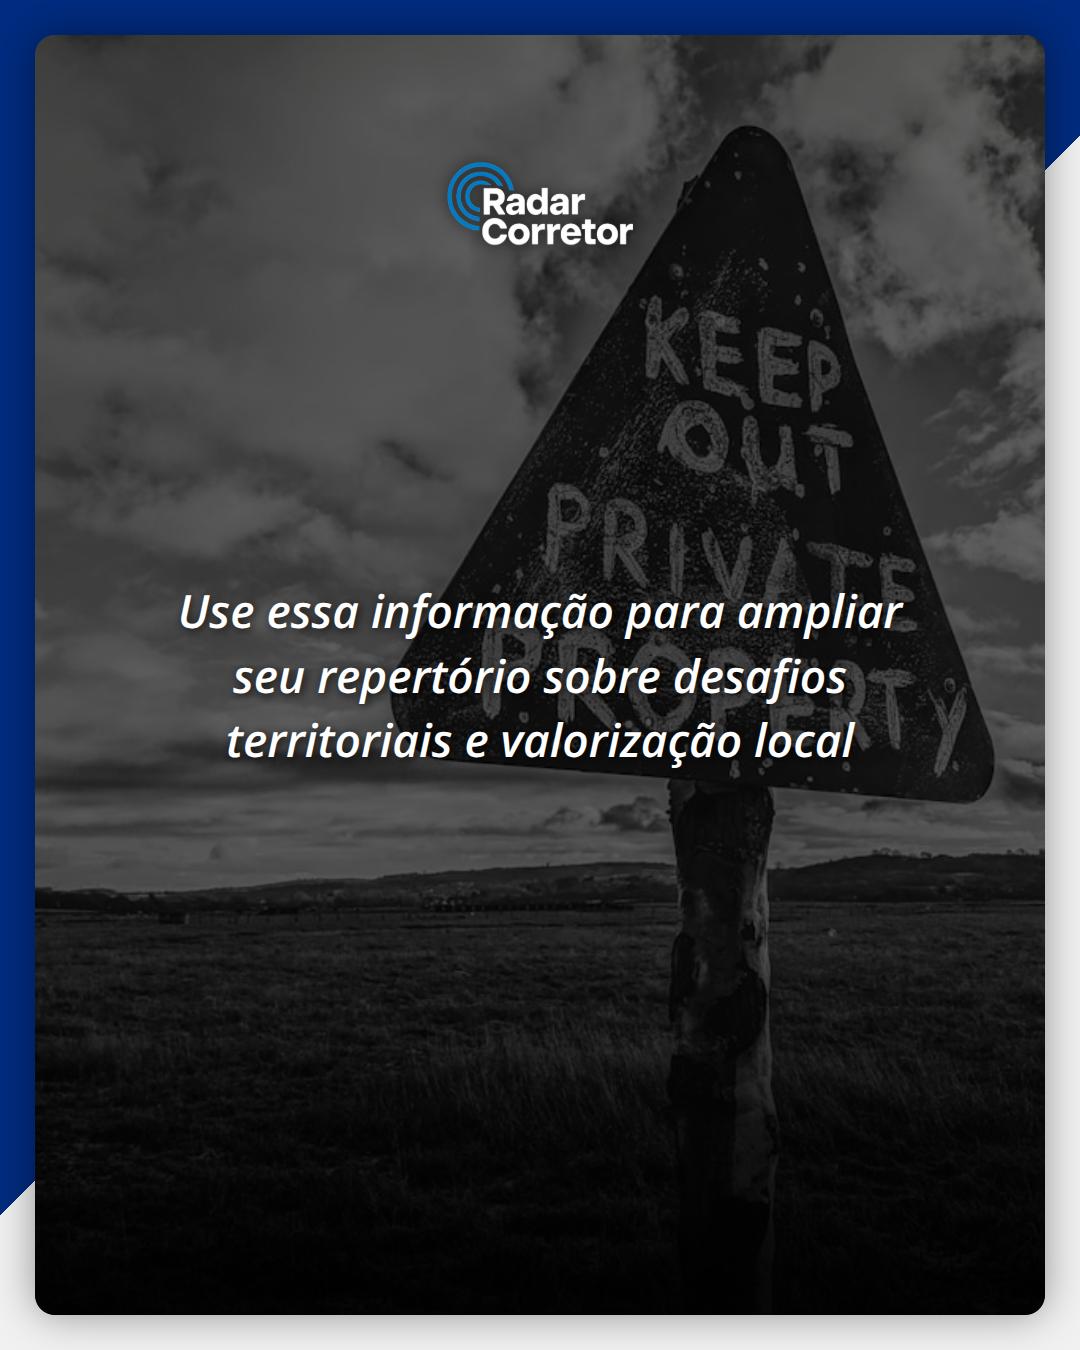 Radar
Corretor
KEEP
OUT
PRIVATE
PROPERTY
Use essa informação para ampliar
seu repertório sobre desafios
territoriais e valorização local